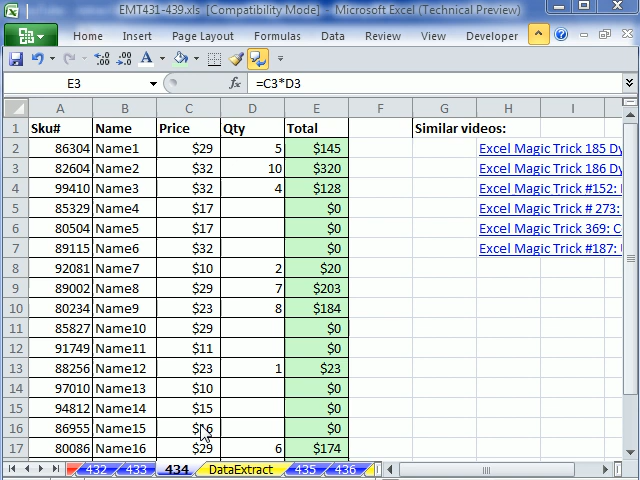 EMT431-439.xls [Compatibility Mode] - Microsoft Excel (Technical Preview)
Home Insert Page Layout Formulas Data Review View Developer
E3 fx =C3*D3
A B C D E F G H I
1 Sku# Name Price Qty Total Similar videos:
2 86304 Name1 $29 5 $145 Excel Magic Trick 185 Dy
3 82604 Name2 $32 10 $320 Excel Magic Trick 186 Dy
4 99410 Name3 $32 4 $128 Excel Magic Trick #152:
5 85329 Name4 $17 $0 Excel Magic Trick # 273:
6 80504 Name5 $17 $0 Excel Magic Trick 369: C
7 89115 Name6 $32 $0 Excel Magic Trick #187:
8 92081 Name7 $10 2 $20
9 89002 Name8 $29 7 $203
10 80234 Name9 $23 8 $184
11 85827 Name10 $29 $0
12 91749 Name11 $11 $0
13 88256 Name12 $23 1 $23
14 97010 Name13 $10 $0
15 94812 Name14 $15 $0
16 86955 Name15 $0
17 80086 Name16 $29 6 $174
432 433 434 DataExtract 435 436